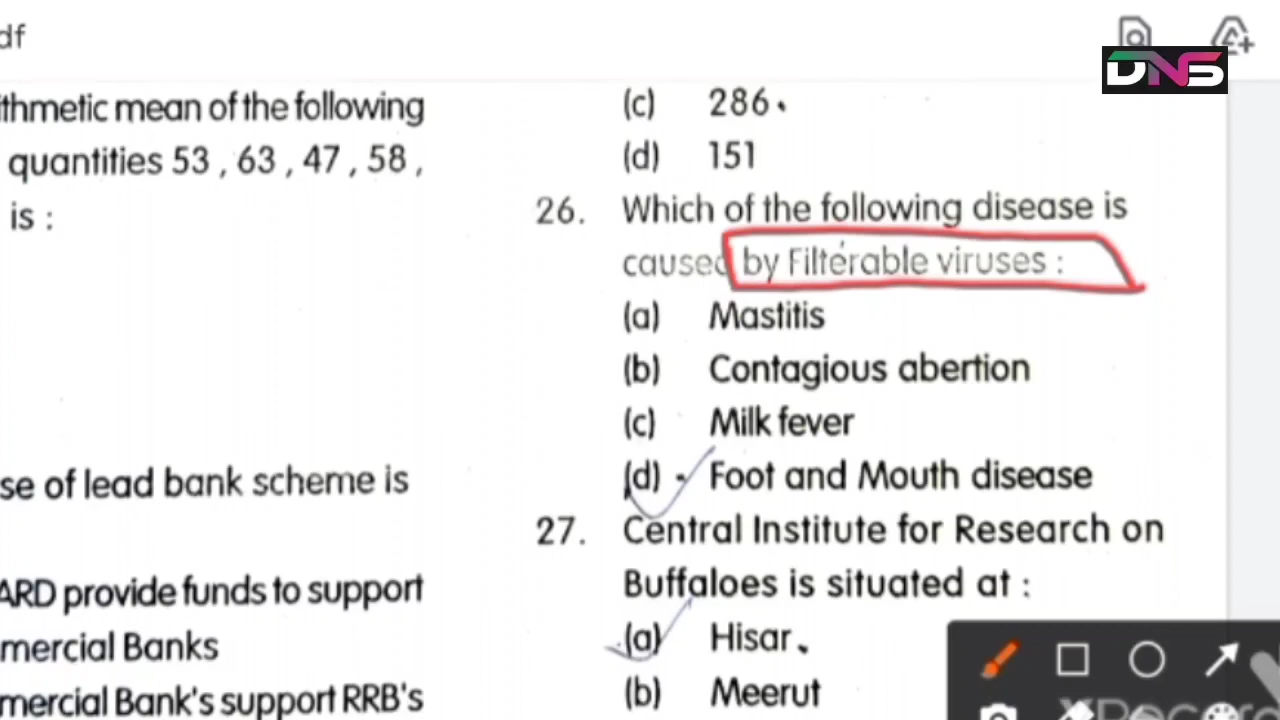 df
DNS
ithmetic mean of the following
quantities 53 , 63 , 47 , 58 ,
is :
se of lead bank scheme is
ARD provide funds to support
mercial Banks
mercial Bank's support RRB's
(c) 286
(d) 151
26. Which of the following disease is
caused by Filterable viruses :
(a) Mastitis
(b) Contagious abertion
(c) Milk fever
(d) Foot and Mouth disease
27. Central Institute for Research on
Buffaloes is situated at :
(a) Hisar
(b) Meerut